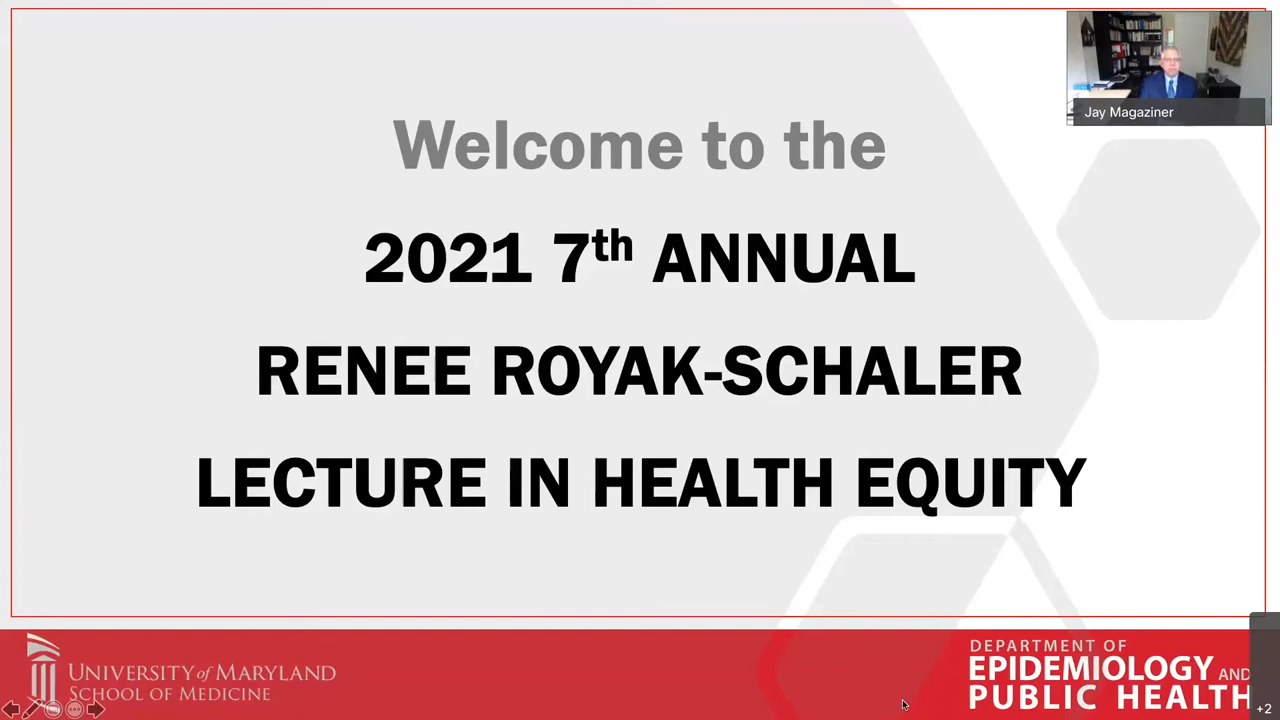 Jay Magaziner
Welcome to the
2021 7th ANNUAL
RENEE ROYAK-SCHALER
LECTURE IN HEALTH EQUITY
UNIVERSITY of MARYLAND
SCHOOL OF MEDICINE
DEPARTMENT OF
EPIDEMIOLOGY AND
PUBLIC HEALTH
+2